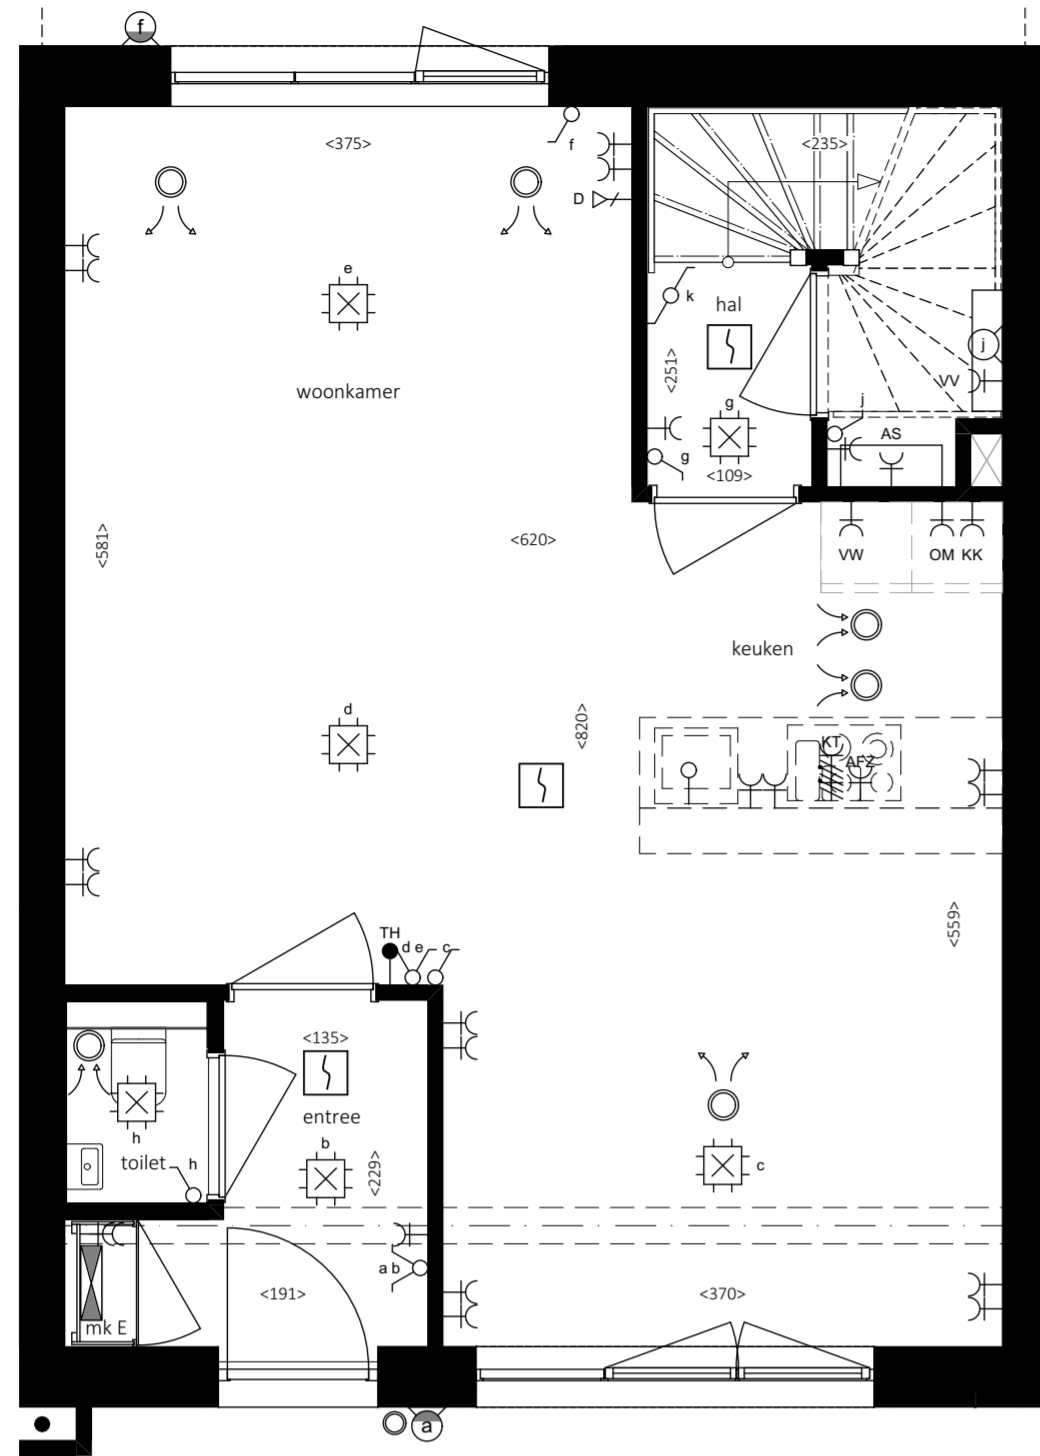 f
<375>
f
<235>
D
e
k
hal
j
woonkamer
<251>
VV
g
j
AS
g
<109>
<581>
<620>
VW
OM
KK
keuken
d
<820>
KT
AFZ
<559>
TH
d e
c
<135>
entree
h
b
toilet
h
<229>
c
a b
<191>
<370>
mk E
a